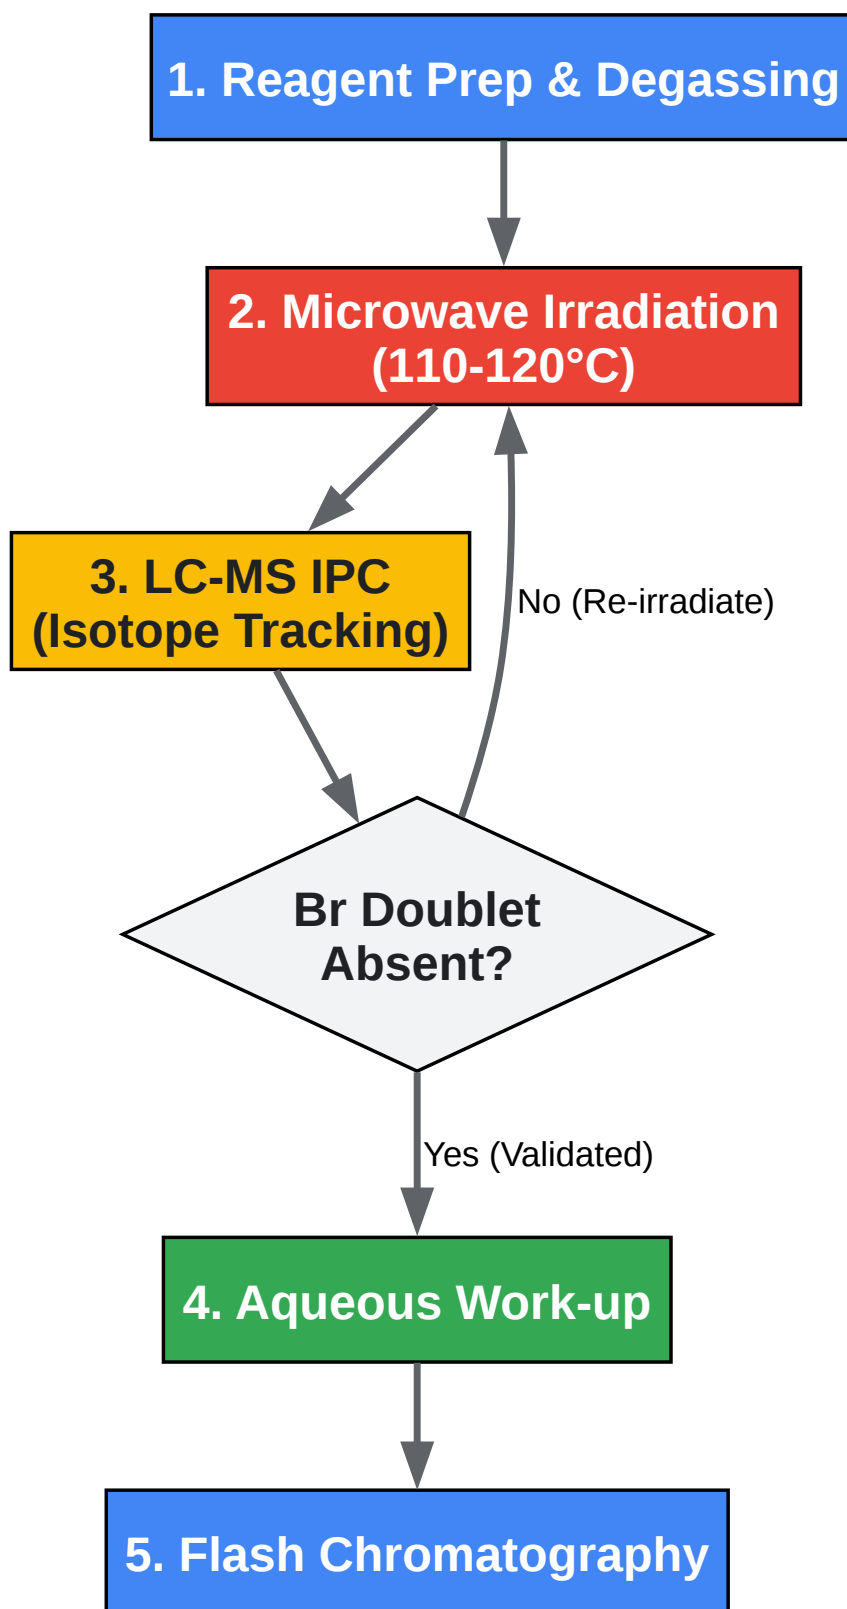 1. Reagent Prep & Degassing
2. Microwave Irradiation
(110-120°C)
3. LC-MS IPC
(Isotope Tracking)
No (Re-irradiate)
Br Doublet
Absent?
Yes (Validated)
4. Aqueous Work-up
5. Flash Chromatography